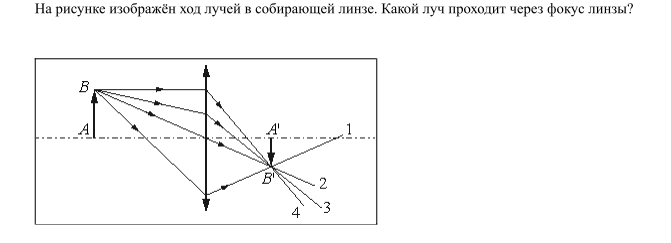 На рисунке изображён ход лучей в собирающей линзе. Какой луч проходит через фокус линзы?
B
A
A'
1
B'
2
3
4